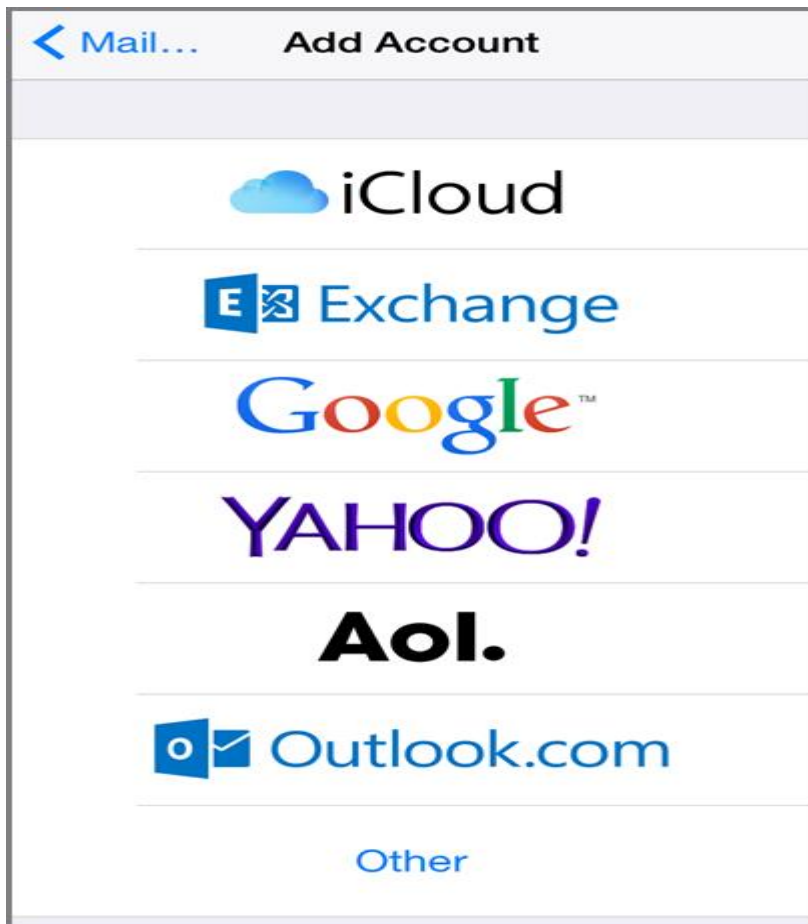 Mail... Add Account
iCloud
E Exchange
Google™
YAHOO!
Aol.
o Outlook.com
Other